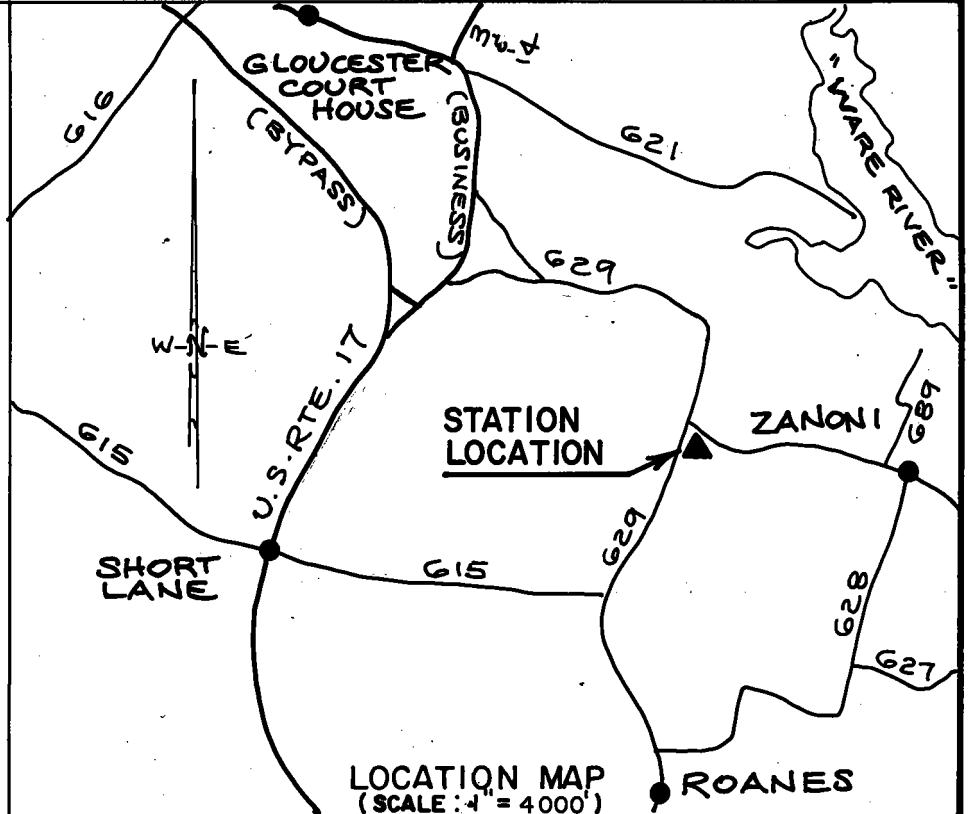 GLOUCESTER
COURT
HOUSE
616
(BYPASS)
(BUSINESS)
621
"WARE RIVER"
629
W-N-E
U.S. RTE. 17
615
STATION
LOCATION
ZANONI
689
629
SHORT
LANE
615
628
627
LOCATION MAP
(SCALE: 1" = 4000')
ROANES